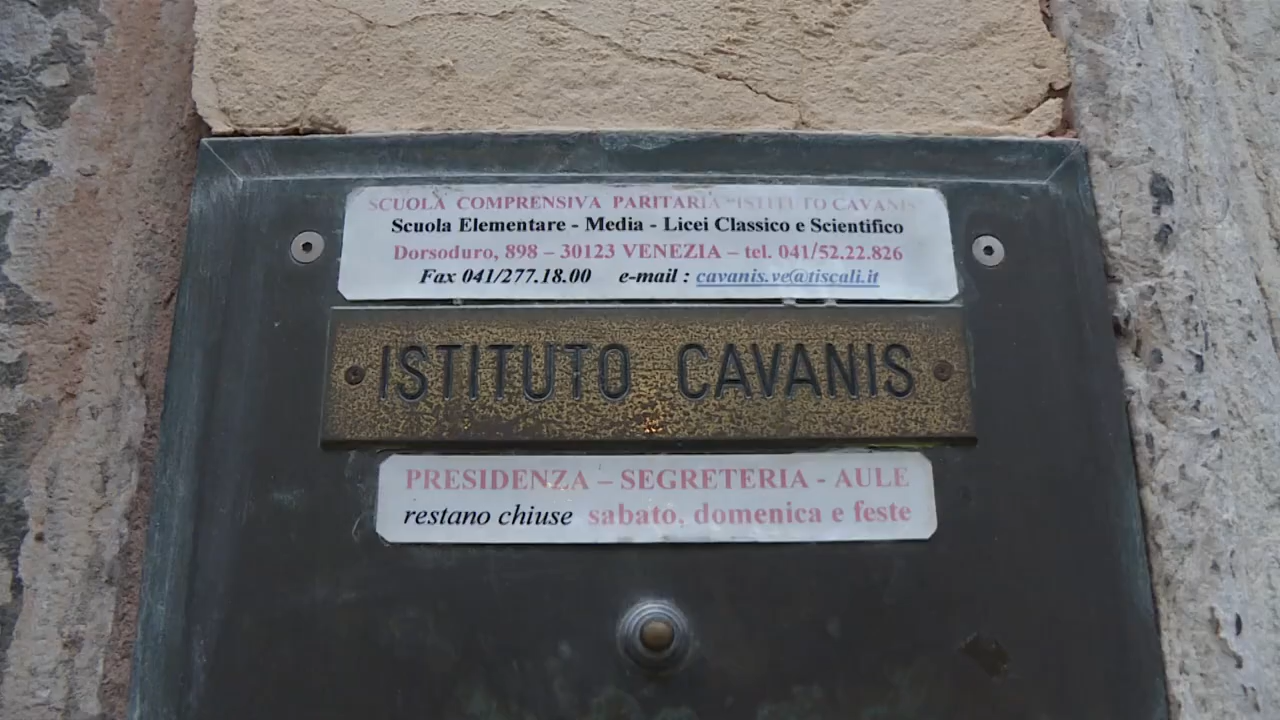 SCUOLA COMPRENSIVA PARITARIA "ISTITUTO CAVANIS
Scuola Elementare - Media - Licei Classico e Scientifico
Dorsoduro, 898 – 30123 VENEZIA – tel. 041/52.22.826
Fax 041/277.18.00 e-mail : cavanis.ve@tiscali.it
ISTITUTO CAVANIS
PRESIDENZA – SEGRETERIA - AULE
restano chiuse sabato, domenica e feste